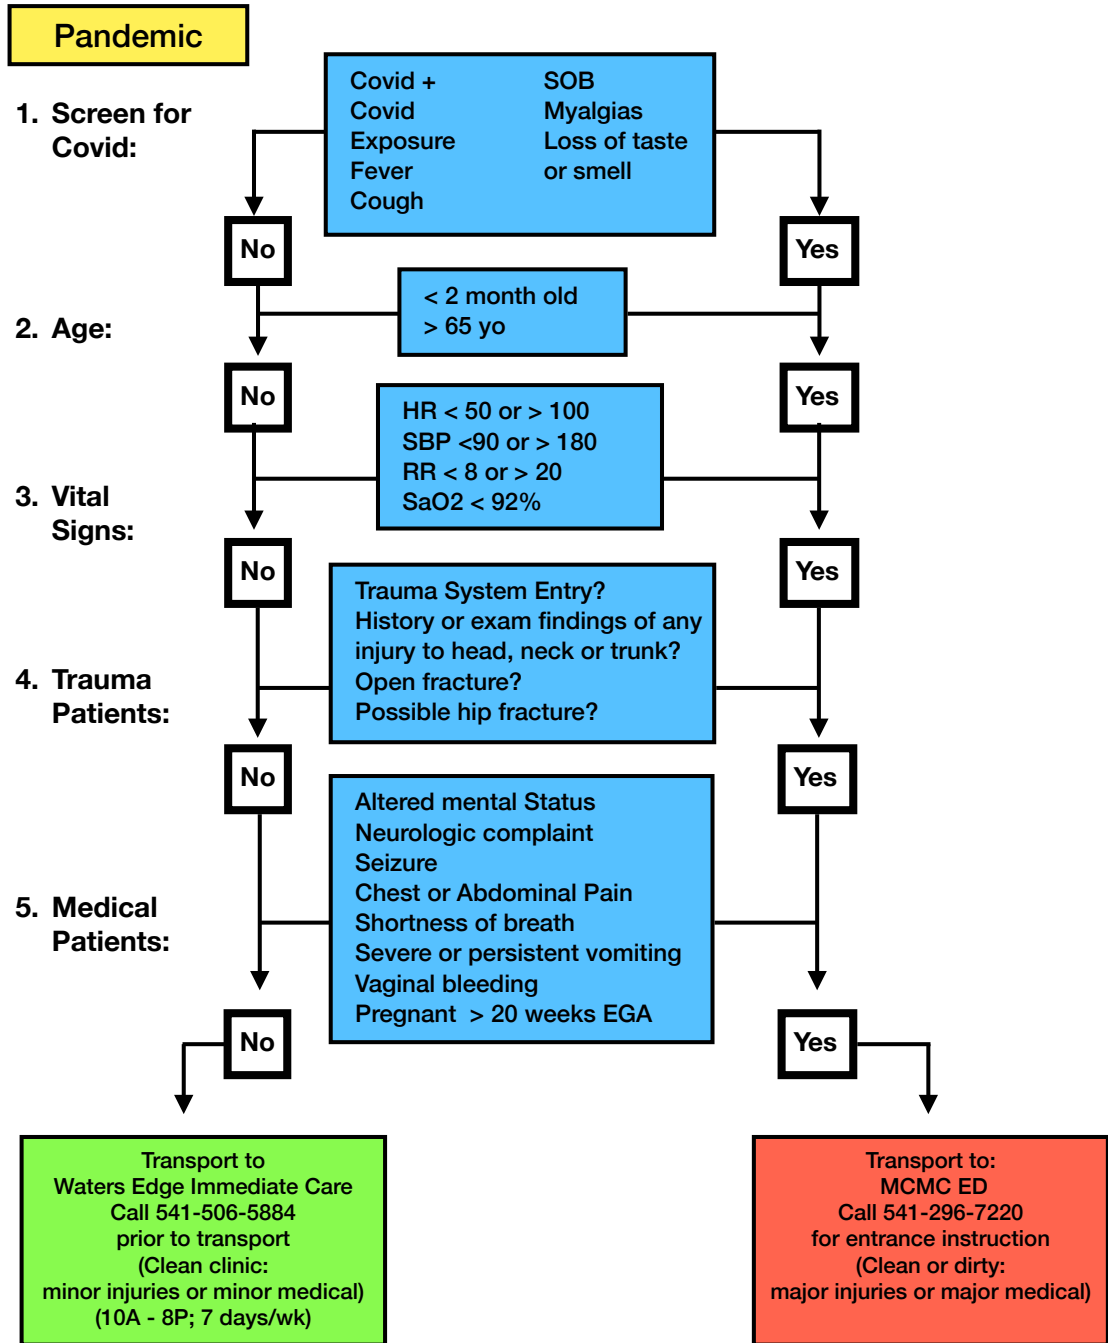 Pandemic
1. Screen for
Covid:
Covid +
Covid
Exposure
Fever
Cough
SOB
Myalgias
Loss of taste
or smell
No
Yes
2. Age:
< 2 month old
> 65 yo
No
Yes
3. Vital
Signs:
HR < 50 or > 100
SBP <90 or > 180
RR < 8 or > 20
SaO2 < 92%
No
Yes
4. Trauma
Patients:
Trauma System Entry?
History or exam findings of any
injury to head, neck or trunk?
Open fracture?
Possible hip fracture?
No
Yes
5. Medical
Patients:
Altered mental Status
Neurologic complaint
Seizure
Chest or Abdominal Pain
Shortness of breath
Severe or persistent vomiting
Vaginal bleeding
Pregnant > 20 weeks EGA
No
Yes
Transport to
Waters Edge Immediate Care
Call 541-506-5884
prior to transport
(Clean clinic:
minor injuries or minor medical)
(10A - 8P; 7 days/wk)
Transport to:
MCMC ED
Call 541-296-7220
for entrance instruction
(Clean or dirty:
major injuries or major medical)